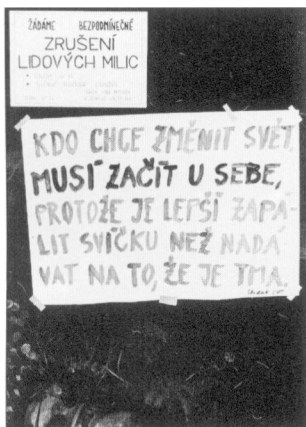 ŽÁDÁME BEZPODMÍNEČNÉ
ZRUŠENÍ
LIDOVÝCH MILIC
KDO CHCE ZMĚNIT SVĚT,
MUSÍ ZAČÍT U SEBE,
PROTOŽE JE LEPŠÍ ZAPÁ-
LIT SVÍČKU NEŽ NADÁ
VAT NA TO, ŽE JE TMA.